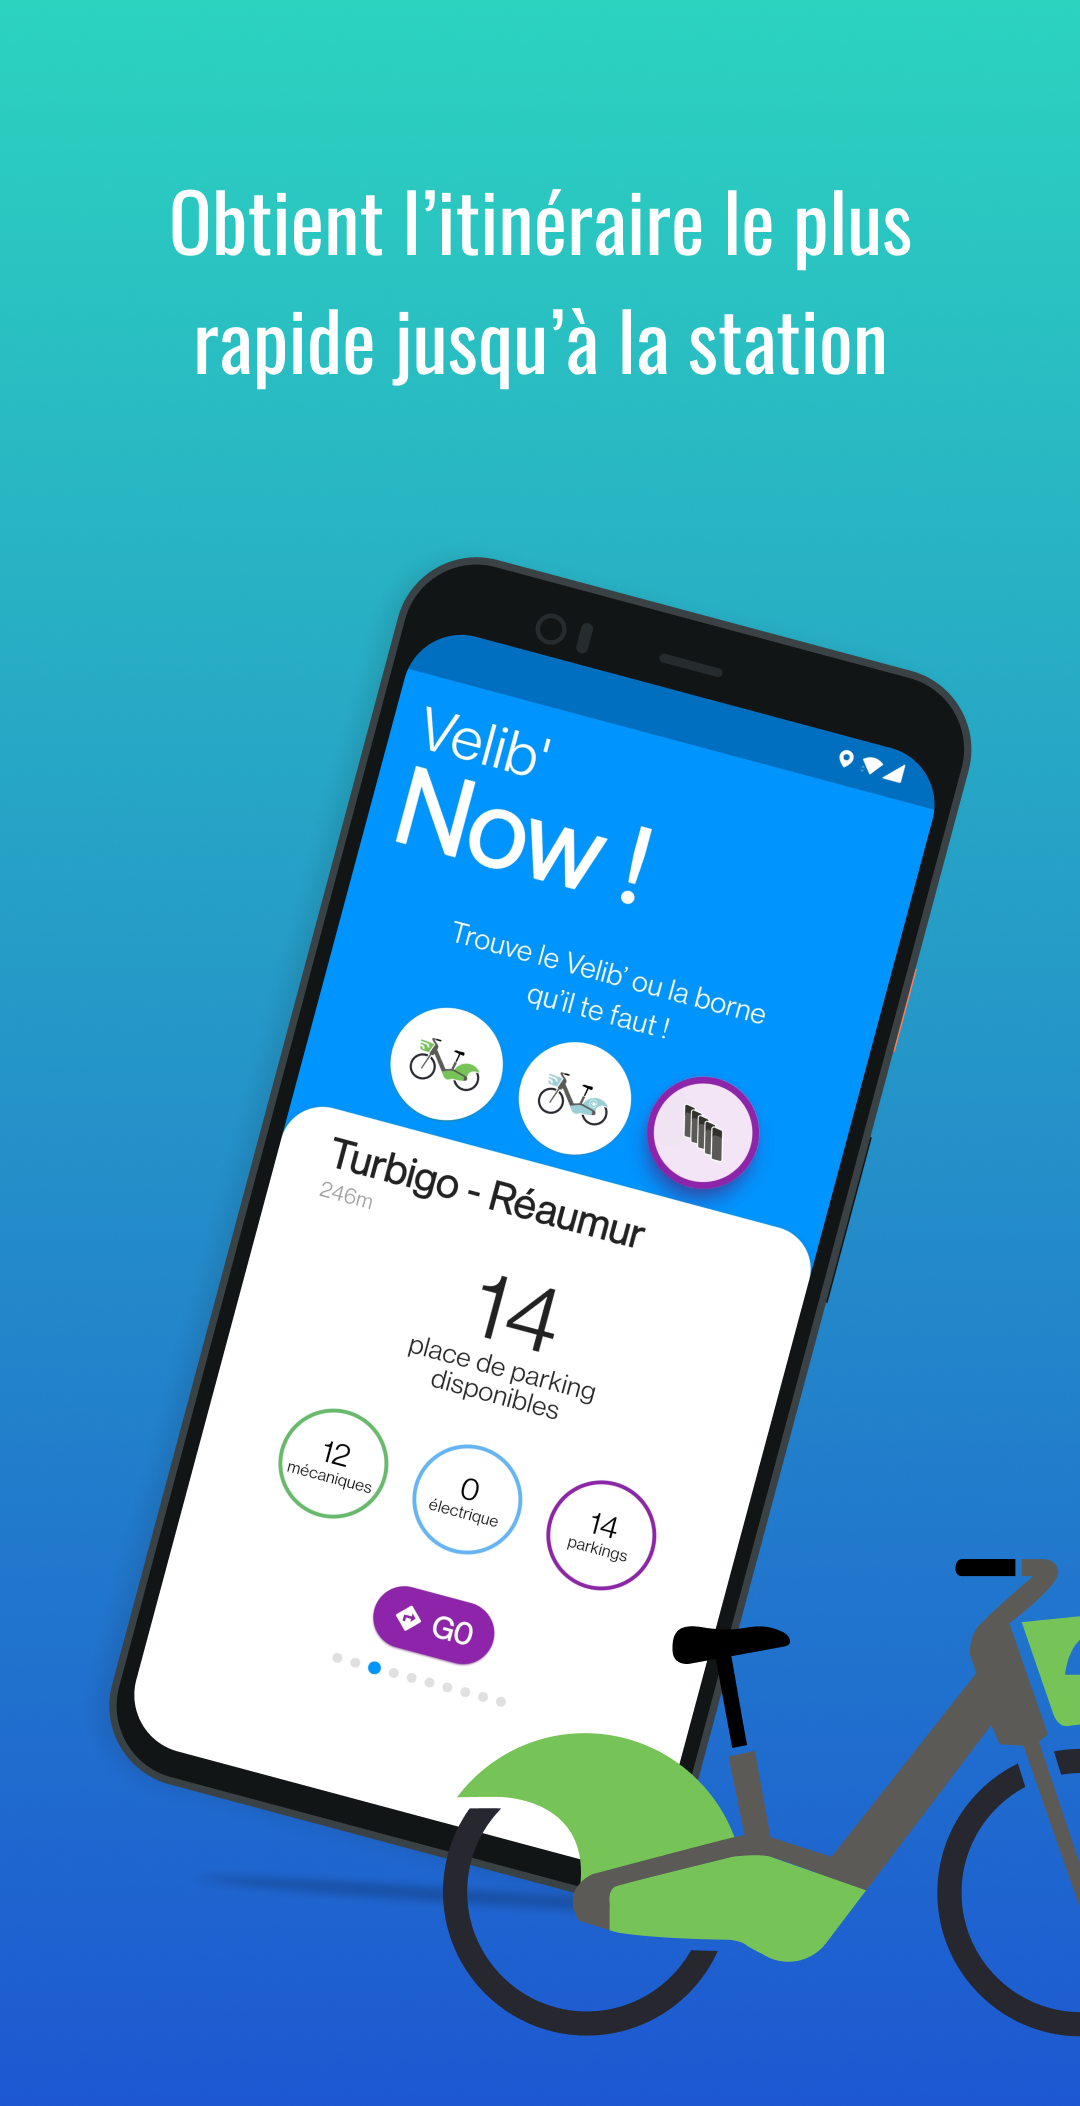 Obtient l’itinéraire le plus
rapide jusqu’à la station
Velib'
Now !
Trouve le Velib’ ou la borne
qu’il te faut !
Turbigo - Réaumur
246m
14
place de parking
disponibles
12
mécaniques
0
électrique
14
parkings
GO